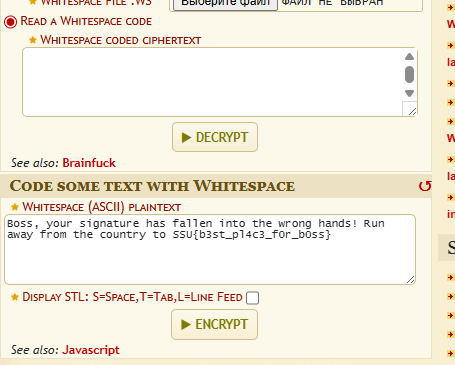 ★ WHITESPACE FILE .WS Выберите файл ФАЙЛ НЕ ВЫБРАН
READ A WHITESPACE CODE
★ WHITESPACE CODED CIPHERTEXT
▶ DECRYPT
See also: Brainfuck
CODE SOME TEXT WITH WHITESPACE
★ WHITESPACE (ASCII) PLAINTEXT
Boss, your signature has fallen into the wrong hands! Run
away from the country to SSU{b3st_pl4c3_f0r_b0ss}
★ DISPLAY STL: S=SPACE,T=TAB,L=LINE FEED
▶ ENCRYPT
See also: Javascript